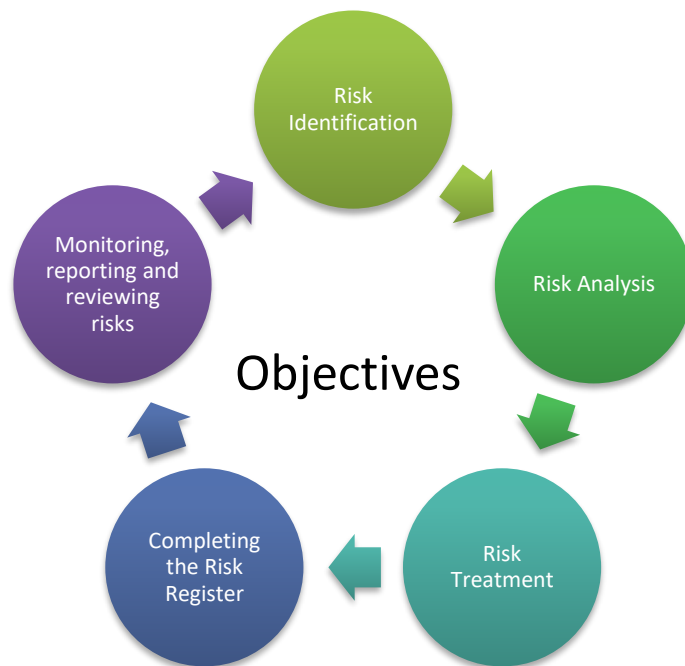 Risk
Identification
Risk Analysis
Risk
Treatment
Completing
the Risk
Register
Monitoring,
reporting and
reviewing
risks
Objectives